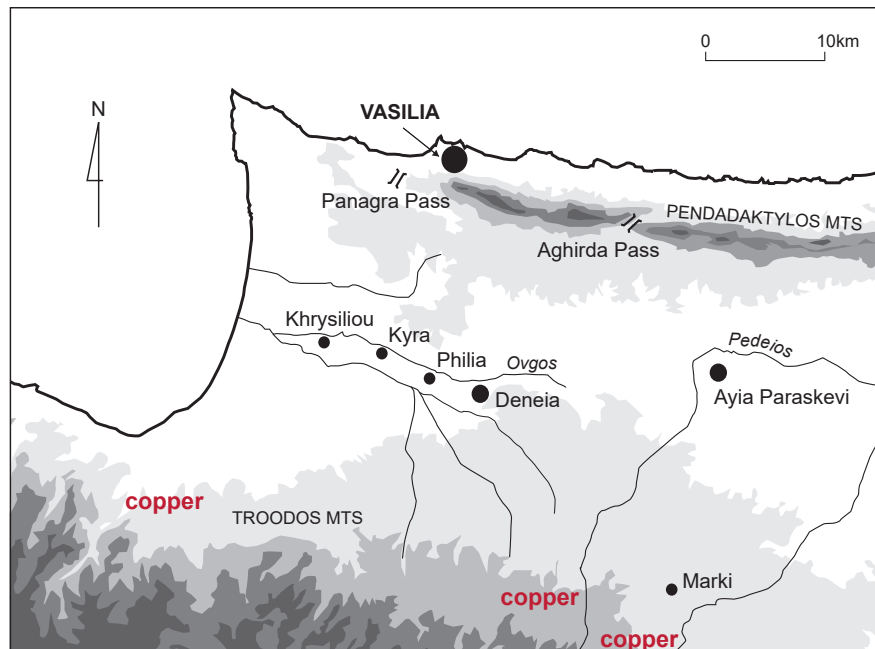 0 10km
N
VASILIA
Panagra Pass
PENDADAKTYLOS MTS
Aghirda Pass
Khrysiliou
Kyra
Philia
Ovgos
Deneia
Pedeios
Ayia Paraskevi
copper
TROODOS MTS
Marki
copper
copper